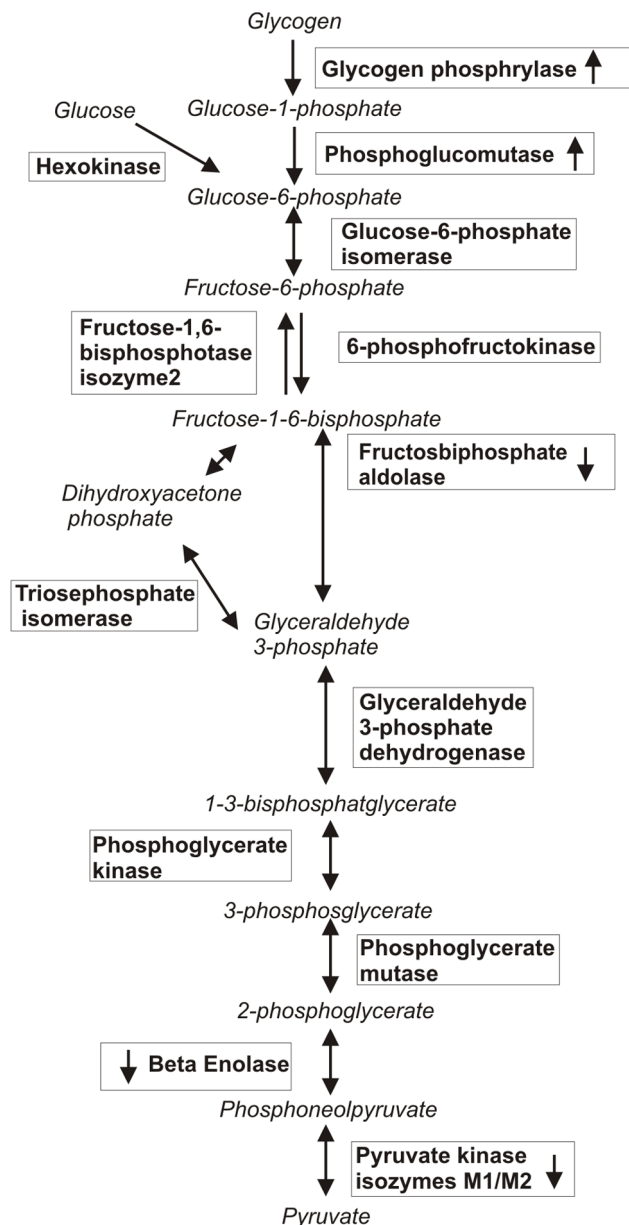 Glycogen
Glycogen phosphrylase
Glucose
Glucose-1-phosphate
Hexokinase
Phosphoglucomutase
Glucose-6-phosphate
Glucose-6-phosphate
isomerase
Fructose-6-phosphate
Fructose-1,6-
bisphosphotase
isozyme2
6-phosphofructokinase
Fructose-1-6-bisphosphate
Fructosbiphosphate
aldolase
Dihydroxyacetone
phosphate
Triosephosphate
isomerase
Glyceraldehyde
3-phosphate
Glyceraldehyde
3-phosphate
dehydrogenase
1-3-bisphosphatglycerate
Phosphoglycerate
kinase
3-phosphosglycerate
Phosphoglycerate
mutase
2-phosphoglycerate
Beta Enolase
Phosphoneolpyruvate
Pyruvate kinase
isozymes M1/M2
Pyruvate